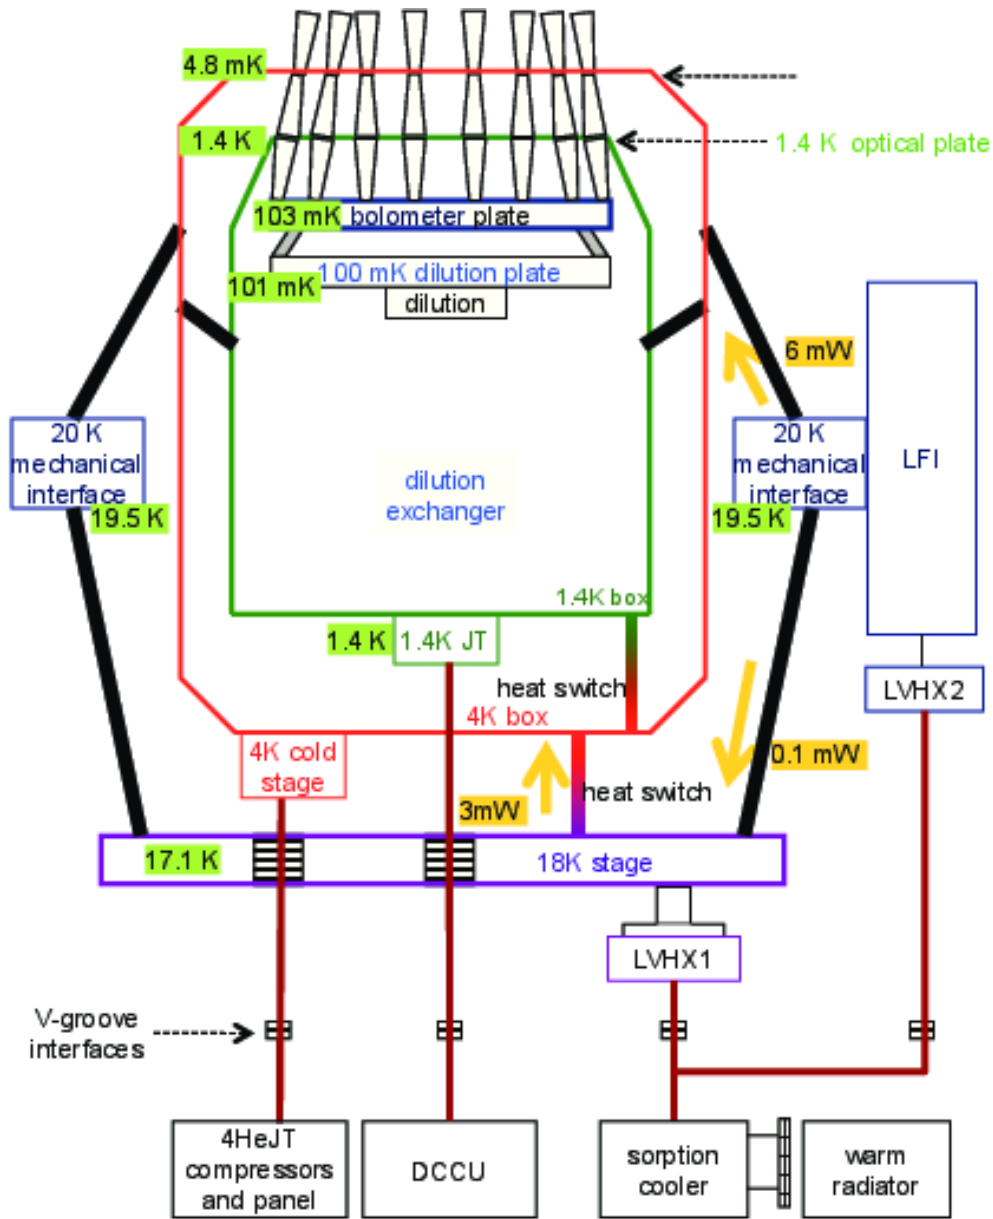 4.8 mK
1.4 K
1.4 K optical plate
103 mK bolometer plate
100 mK dilution plate
101 mK
dilution
6 mW
20 K
mechanical
interface
19.5 K
20 K
mechanical
interface
19.5 K
LFI
dilution
exchanger
1.4K box
1.4 K
1.4K JT
heat switch
LVHX2
4K box
4K cold
stage
0.1 mW
heat switch
3mW
17.1 K
18K stage
LVHX1
V-groove
interfaces
4HeJT
compressors
and panel
DCCU
sorption
cooler
warm
radiator